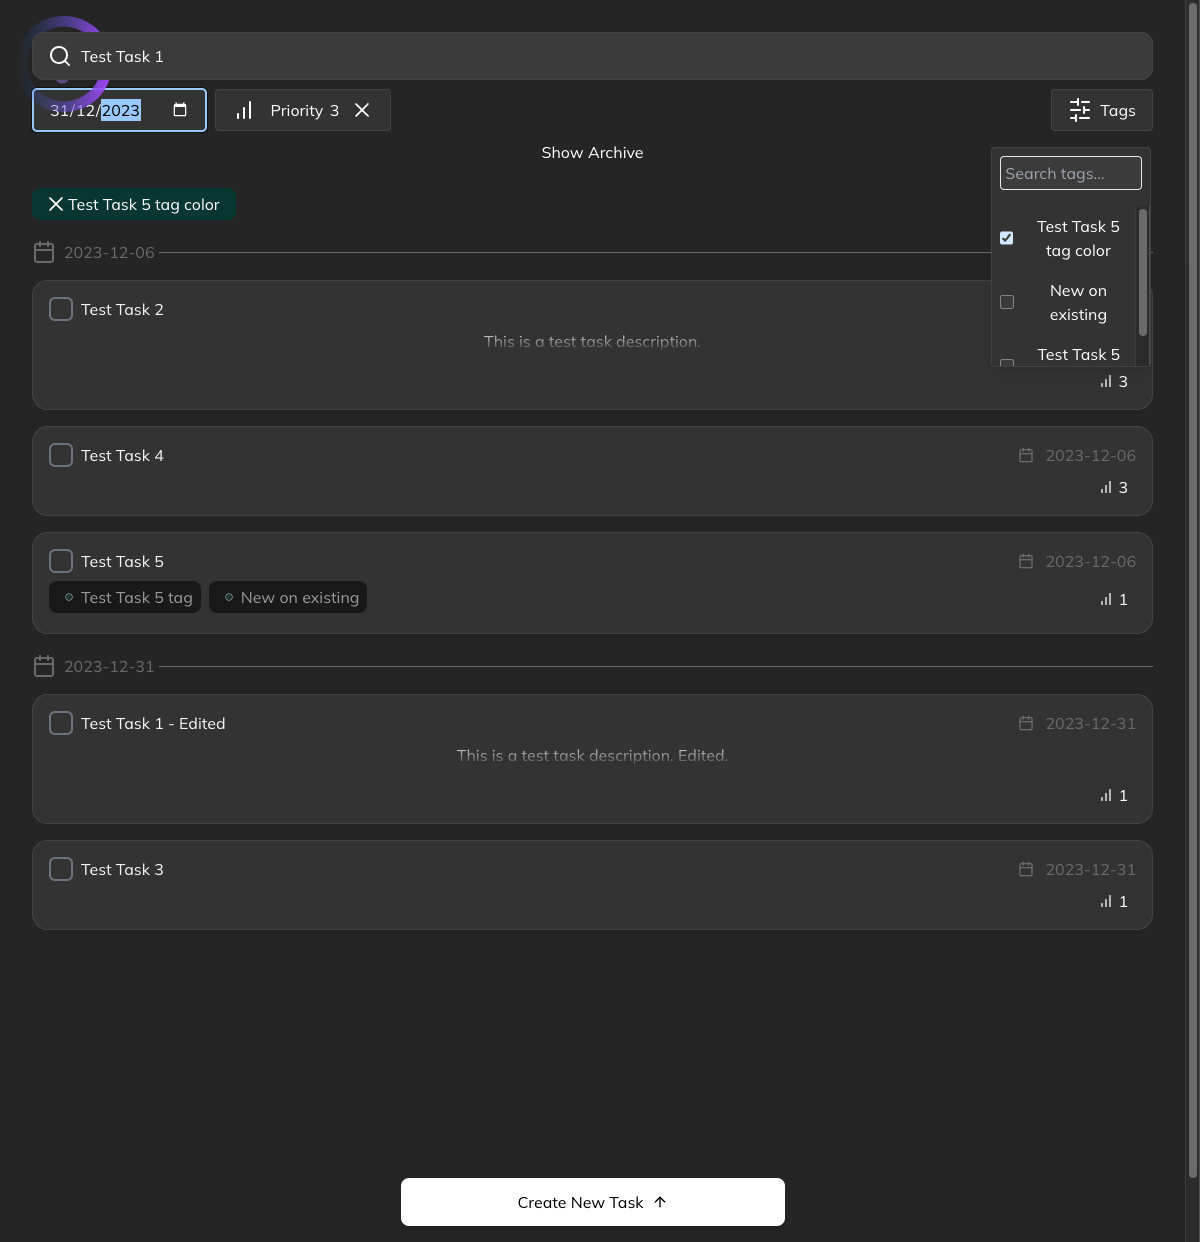 Test Task 1
31/12/2023
Priority 3
Tags
Show Archive
Search tags...
Test Task 5 tag color
Test Task 5
tag color
New on
existing
Test Task 5
2023-12-06
Test Task 2
This is a test task description.
3
Test Task 4
2023-12-06
3
Test Task 5
2023-12-06
Test Task 5 tag
New on existing
1
2023-12-31
Test Task 1 - Edited
2023-12-31
This is a test task description. Edited.
1
Test Task 3
2023-12-31
1
Create New Task